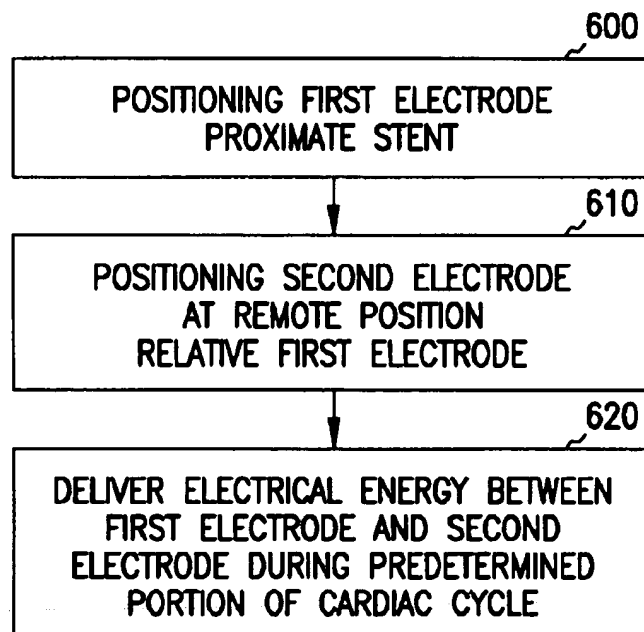 600
POSITIONING FIRST ELECTRODE
PROXIMATE STENT
610
POSITIONING SECOND ELECTRODE
AT REMOTE POSITION
RELATIVE FIRST ELECTRODE
620
DELIVER ELECTRICAL ENERGY BETWEEN
FIRST ELECTRODE AND SECOND
ELECTRODE DURING PREDETERMINED
PORTION OF CARDIAC CYCLE